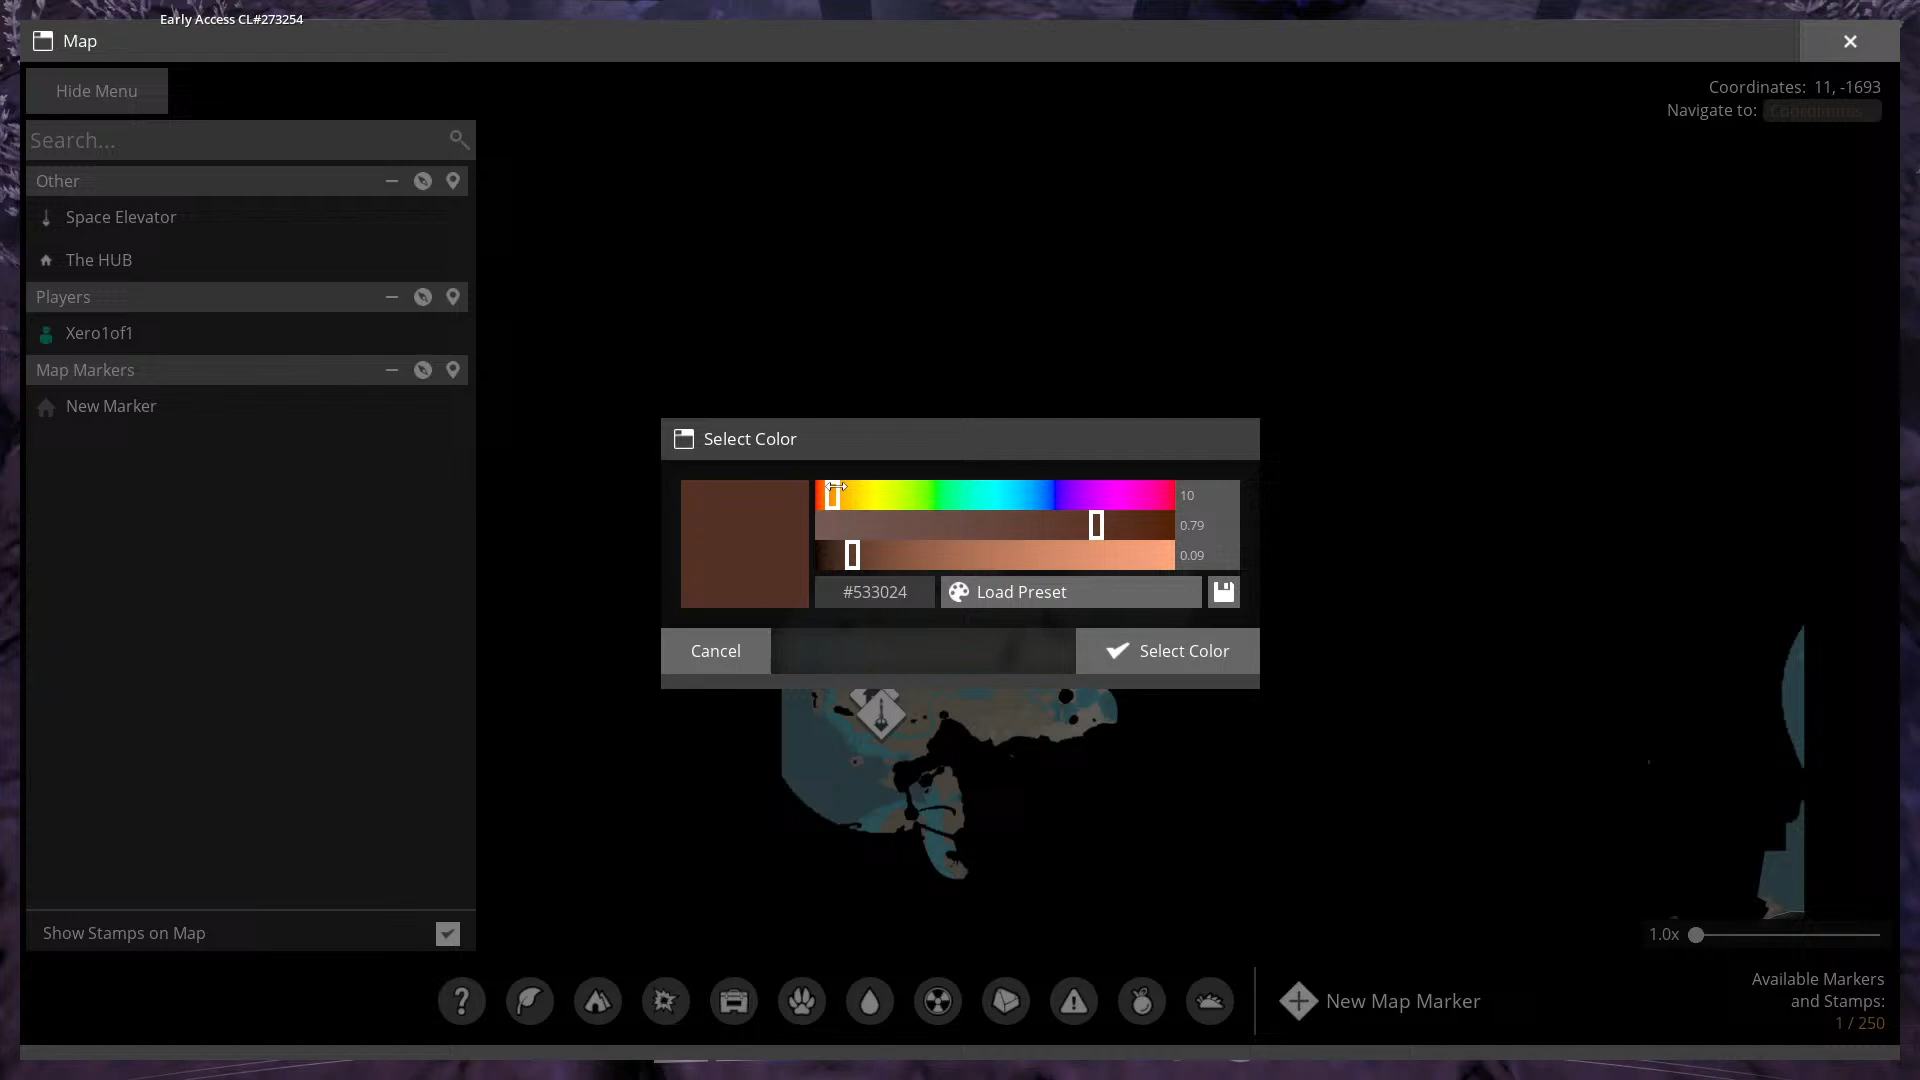 Early Access CL#273254
Map
Hide Menu
Coordinates: 11, -1693
Navigate to: Coordinates
Search...
Other
Space Elevator
The HUB
Players
Xero1of1
Map Markers
New Marker
Select Color
10
0.79
0.09
#533024
Load Preset
Cancel
Select Color
Show Stamps on Map
1.0x
New Map Marker
Available Markers
and Stamps:
1 / 250